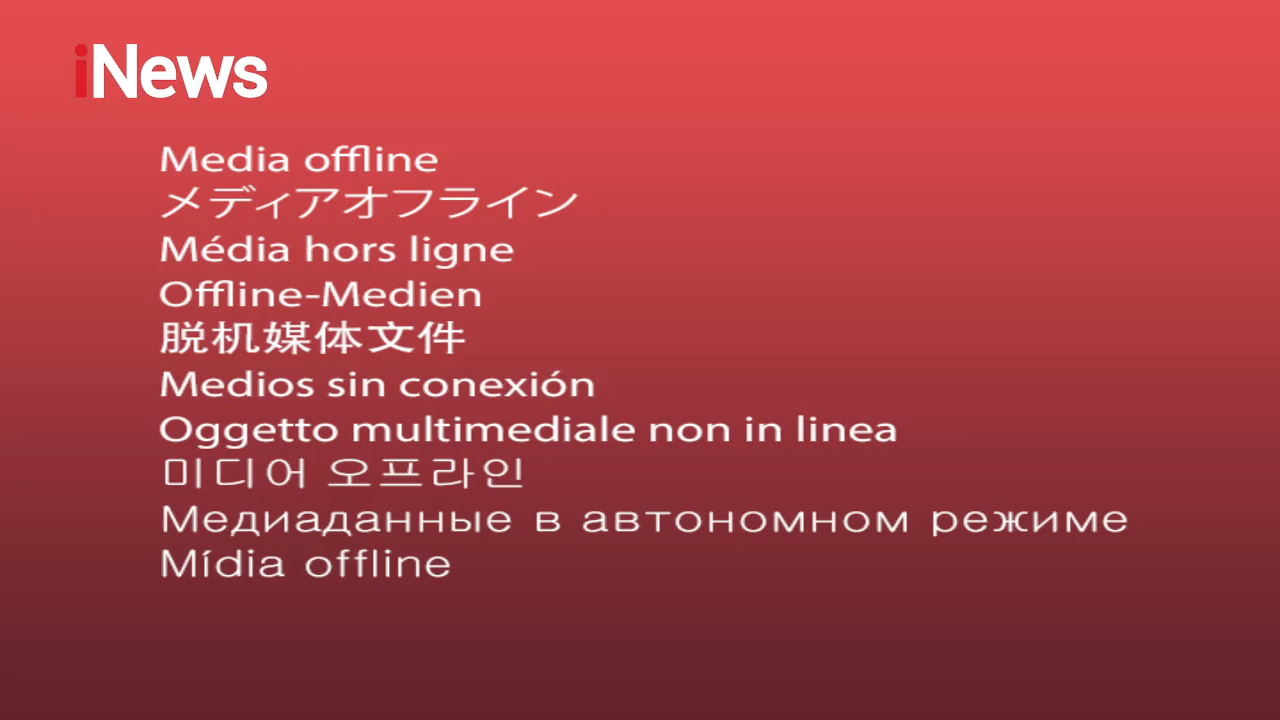 iNews
Media offline
メディアオフライン
Média hors ligne
Offline-Medien
脱机媒体文件
Medios sin conexión
Oggetto multimediale non in linea
미디어 오프라인
Медиаданные в автономном режиме
Mídia offline